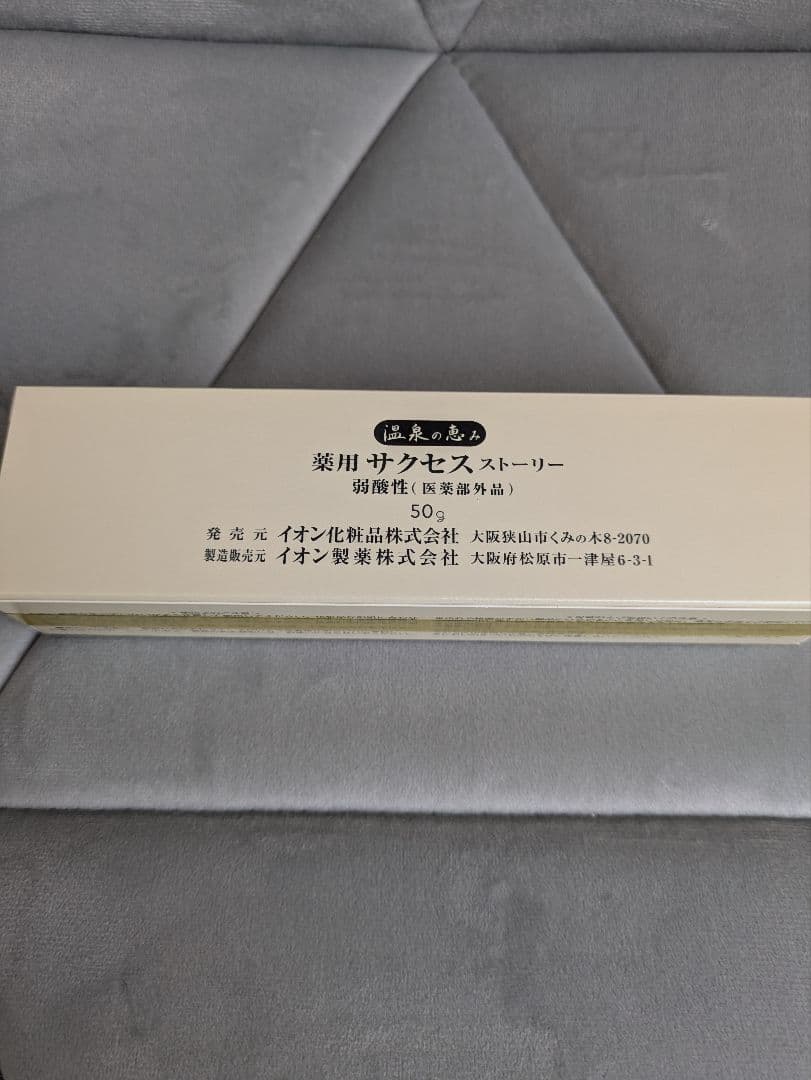 温泉の恵み
薬用 サクセス ストーリー
弱酸性(医薬部外品)
50g
発売元 イオン化粧品株式会社 大阪狭山市くみの木8-2070
製造販売元 イオン製薬株式会社 大阪府松原市一津屋6-3-1